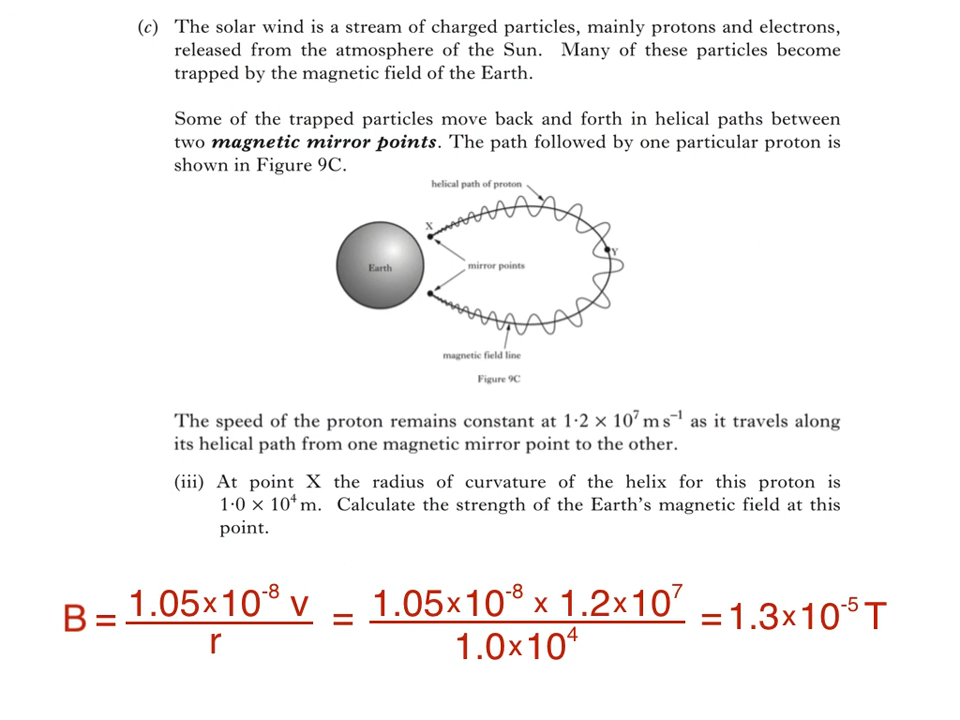 (c) The solar wind is a stream of charged particles, mainly protons and electrons,
released from the atmosphere of the Sun. Many of these particles become
trapped by the magnetic field of the Earth.
Some of the trapped particles move back and forth in helical paths between
two magnetic mirror points. The path followed by one particular proton is
shown in Figure 9C.
helical path of proton
X
Y
Earth
mirror points
magnetic field line
Figure 9C
The speed of the proton remains constant at 1·2 × 10⁷ m s⁻¹ as it travels along
its helical path from one magnetic mirror point to the other.
(iii) At point X the radius of curvature of the helix for this proton is
1·0 × 10⁴ m. Calculate the strength of the Earth's magnetic field at this
point.
B = 1.05×10⁻⁸ v / r = 1.05×10⁻⁸ x 1.2×10⁷ / 1.0×10⁴ = 1.3×10⁻⁵ T